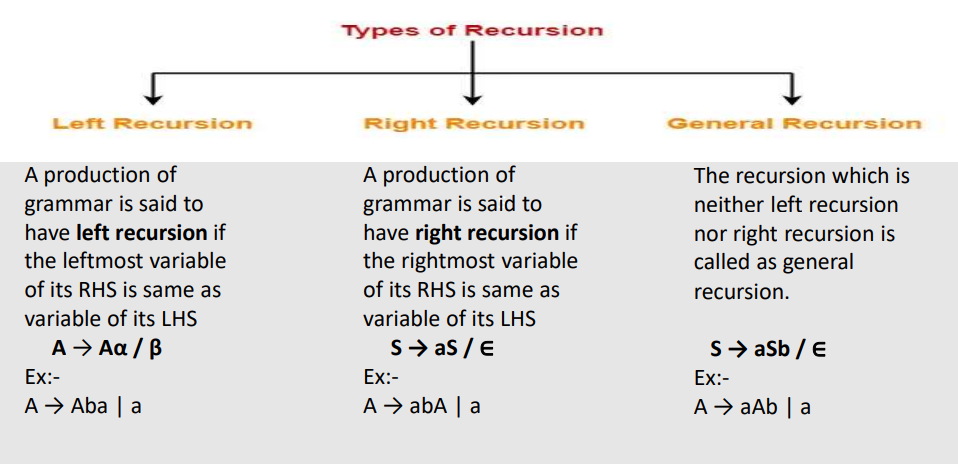 Types of Recursion
Left Recursion
Right Recursion
General Recursion
A production of
grammar is said to
have left recursion if
the leftmost variable
of its RHS is same as
variable of its LHS
A → Aα / β
Ex:-
A → Aba | a
A production of
grammar is said to
have right recursion if
the rightmost variable
of its RHS is same as
variable of its LHS
S → aS / ∈
Ex:-
A → abA | a
The recursion which is
neither left recursion
nor right recursion is
called as general
recursion.
S → aSb / ∈
Ex:-
A → aAb | a